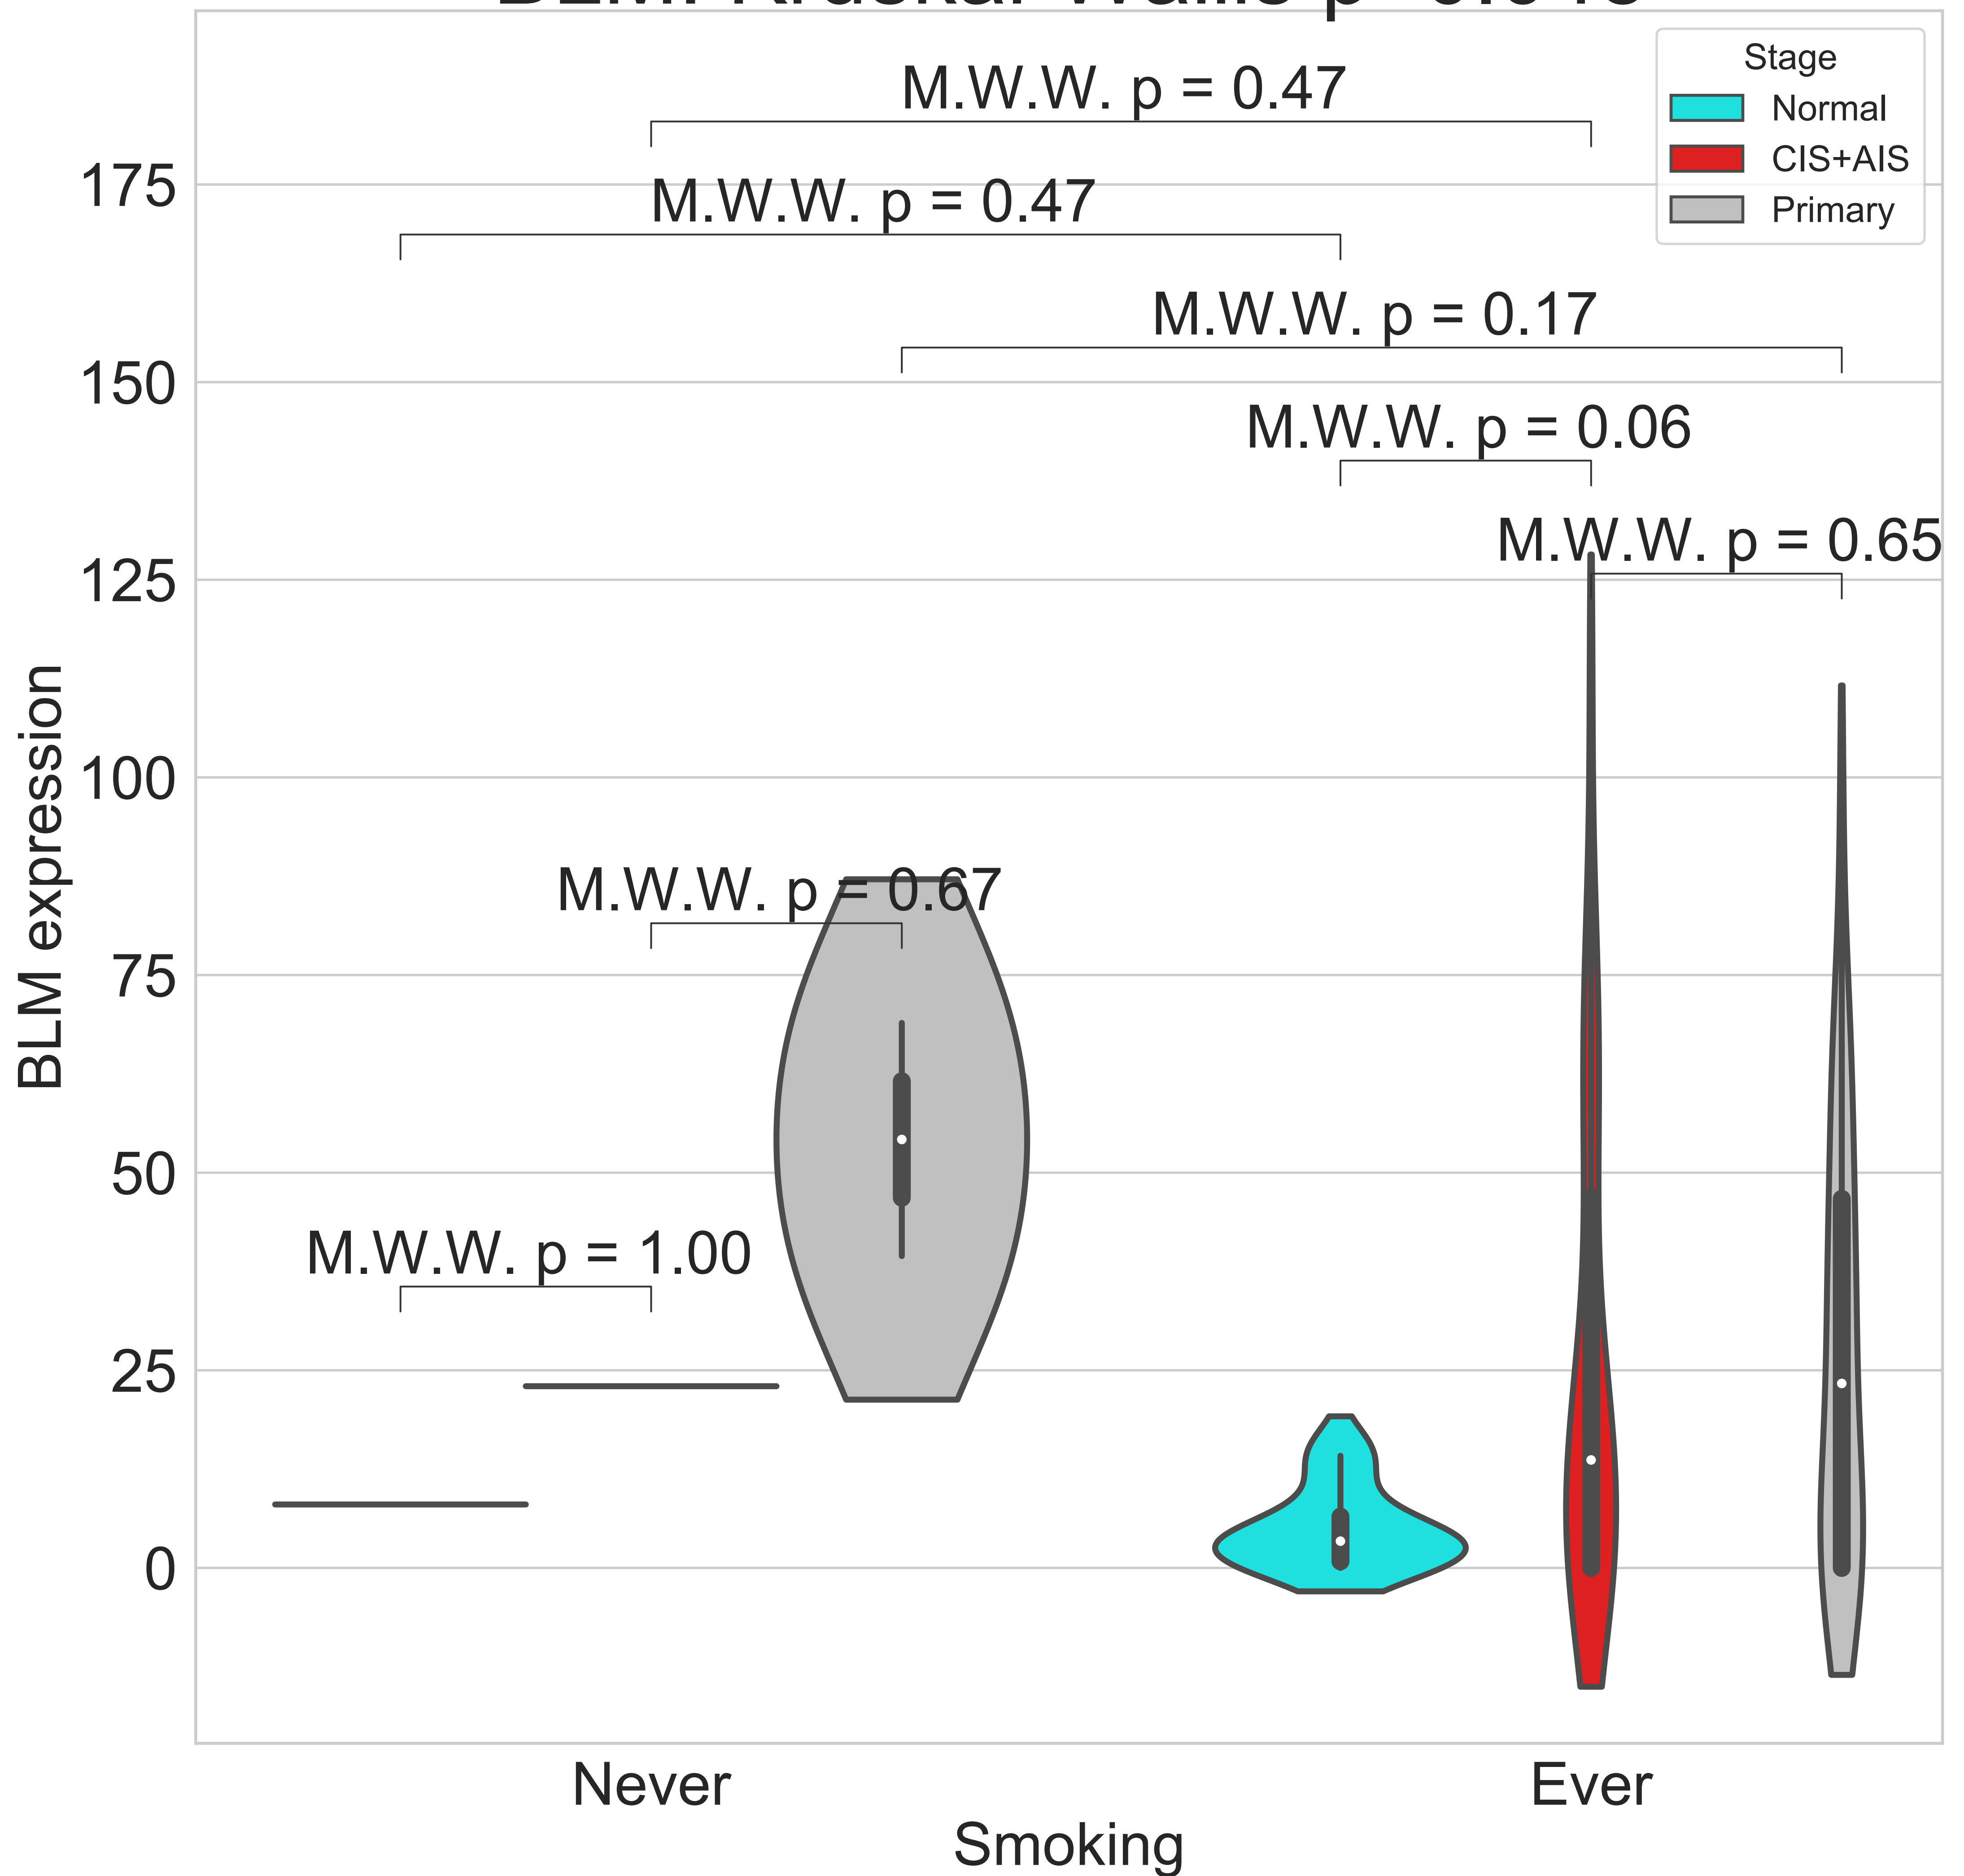 Stage
Normal
CIS+AIS
Primary
M.W.W. p = 0.47
M.W.W. p = 0.47
M.W.W. p = 0.17
M.W.W. p = 0.06
M.W.W. p = 0.65
M.W.W. p = 0.67
M.W.W. p = 1.00
175
150
125
100
75
50
25
0
BLM expression
Never
Ever
Smoking